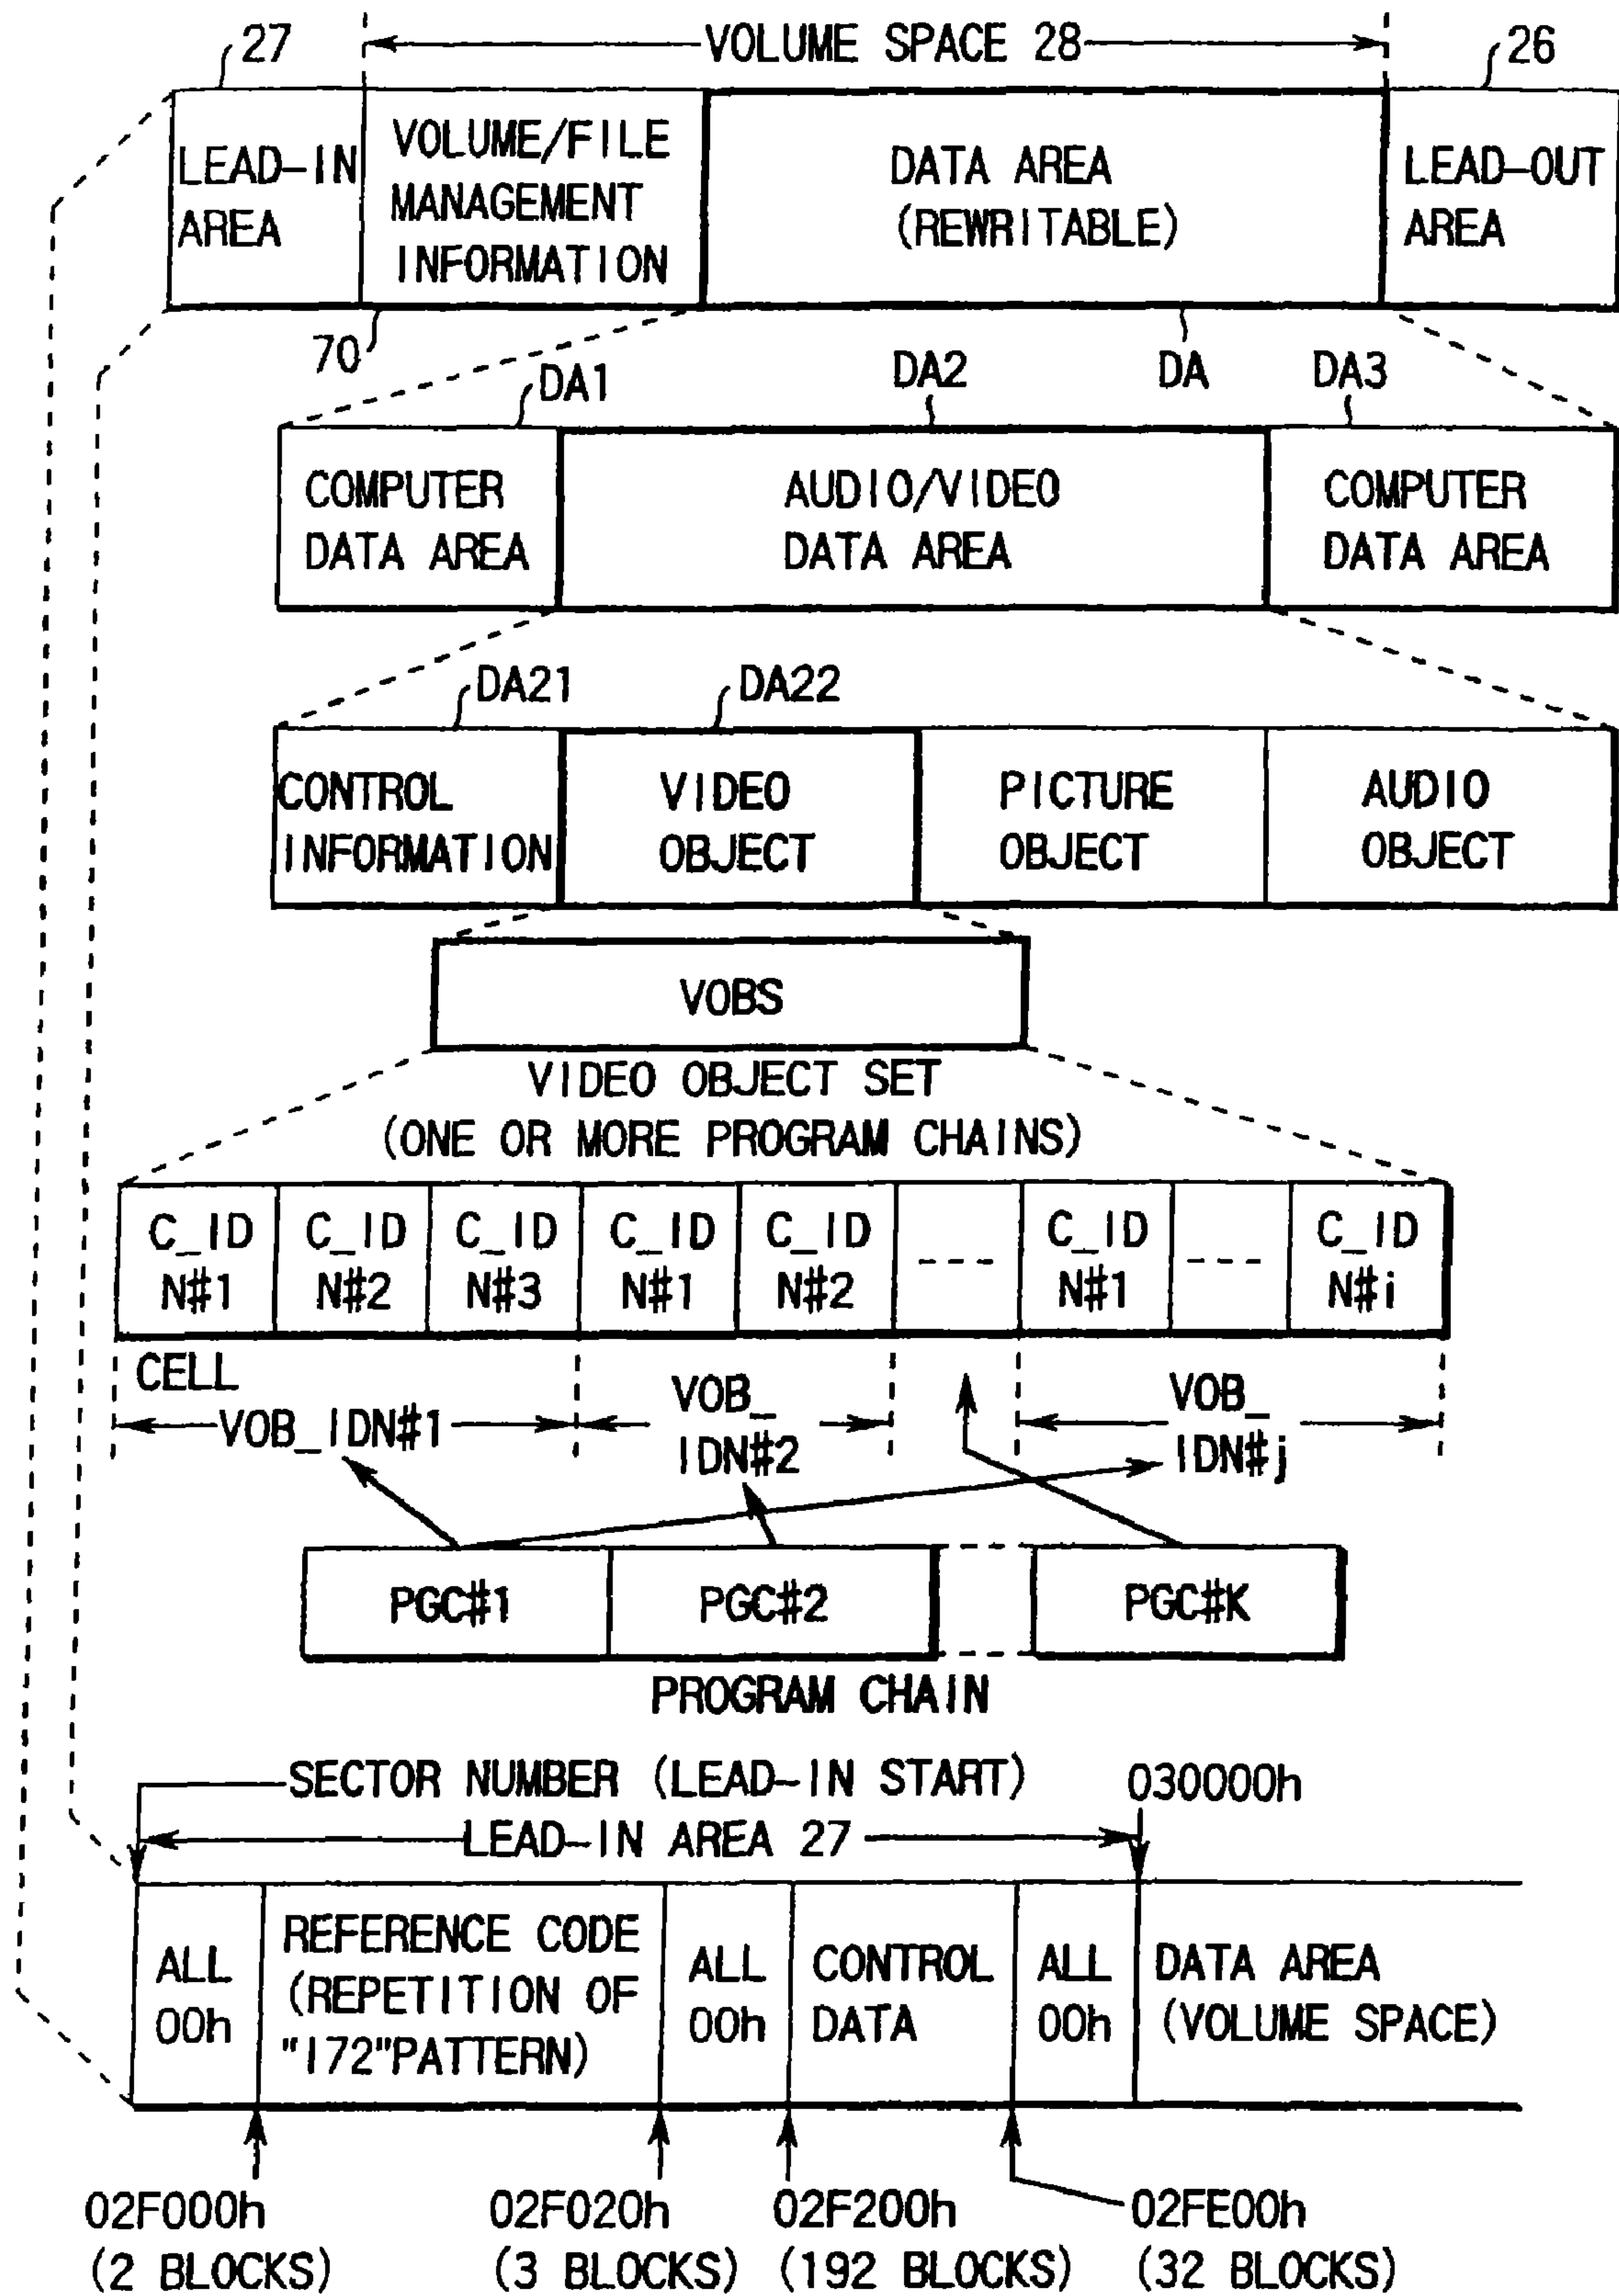 27
VOLUME SPACE 28
26
LEAD-IN
AREA
VOLUME/FILE
MANAGEMENT
INFORMATION
DATA AREA
(REWRITABLE)
LEAD-OUT
AREA
70
DA1
DA2
DA
DA3
COMPUTER
DATA AREA
AUDIO/VIDEO
DATA AREA
COMPUTER
DATA AREA
DA21
DA22
CONTROL
INFORMATION
VIDEO
OBJECT
PICTURE
OBJECT
AUDIO
OBJECT
VOBS
VIDEO OBJECT SET
(ONE OR MORE PROGRAM CHAINS)
C_ID
N#1
C_ID
N#2
C_ID
N#3
C_ID
N#1
C_ID
N#2
----
C_ID
N#1
----
C_ID
N#i
CELL
VOB_IDN#1
VOB_
IDN#2
VOB_
IDN#j
PGC#1
PGC#2
PGC#K
PROGRAM CHAIN
SECTOR NUMBER (LEAD-IN START)
030000h
LEAD-IN AREA 27
ALL
00h
REFERENCE CODE
(REPETITION OF
"172"PATTERN)
ALL
00h
CONTROL
DATA
ALL
00h
DATA AREA
(VOLUME SPACE)
02F000h
(2 BLOCKS)
02F020h
(3 BLOCKS)
02F200h
(192 BLOCKS)
02FE00h
(32 BLOCKS)